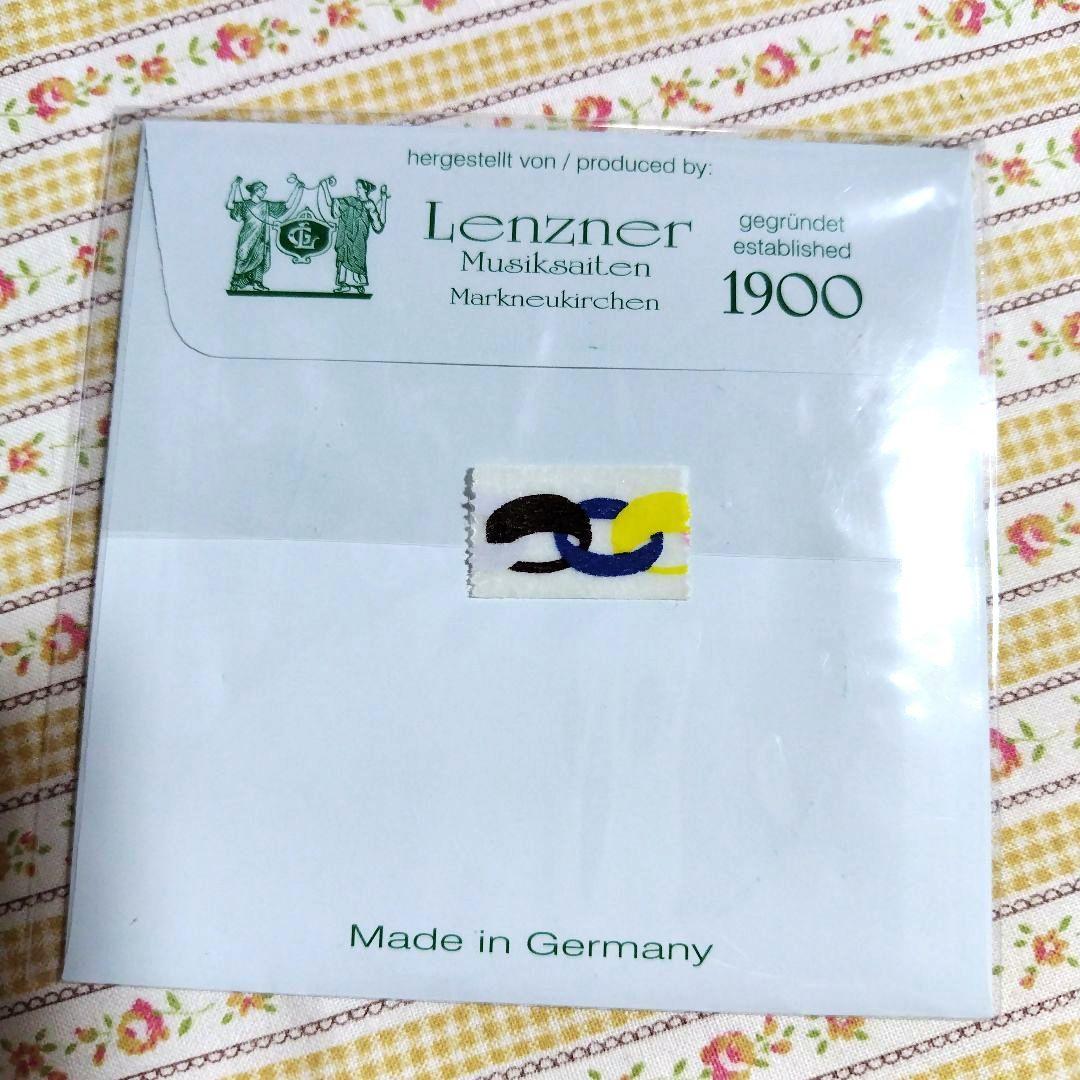 hergestellt von / produced by:
Lenzner
Musiksaiten
Markneukirchen
gegründet
established
1900
Made in Germany